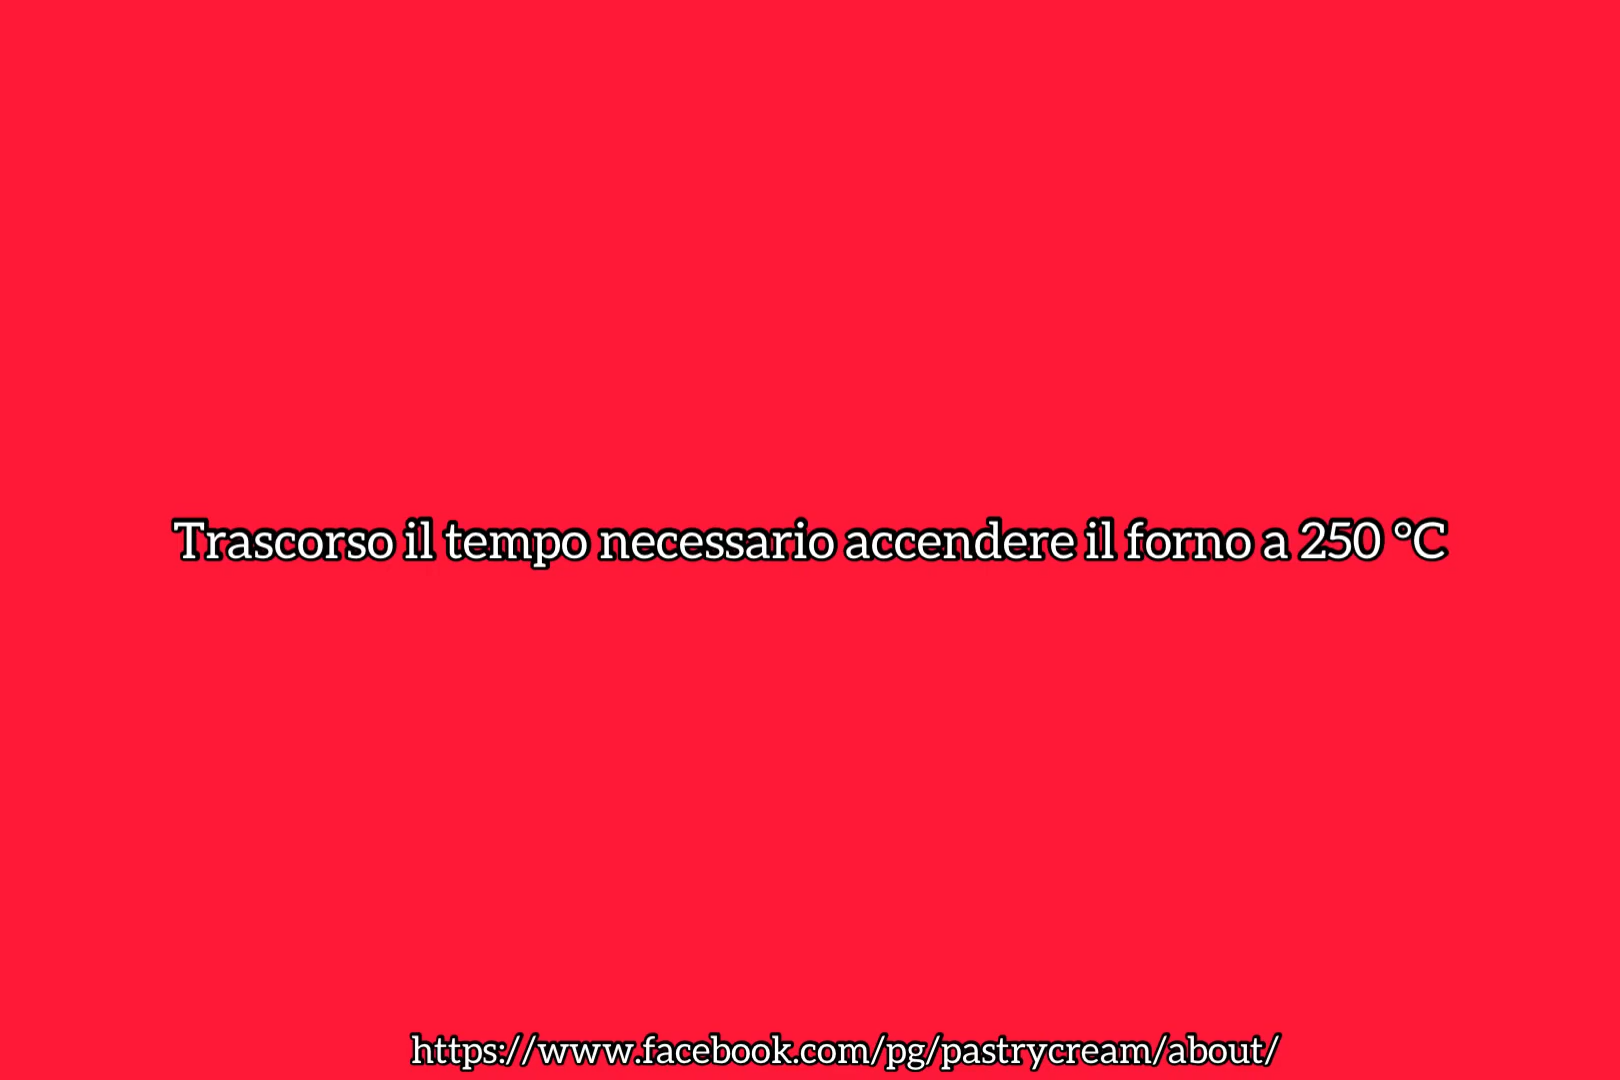 Trascorso il tempo necessario accendere il forno a 250 °C
https://www.facebook.com/pg/pastrycream/about/